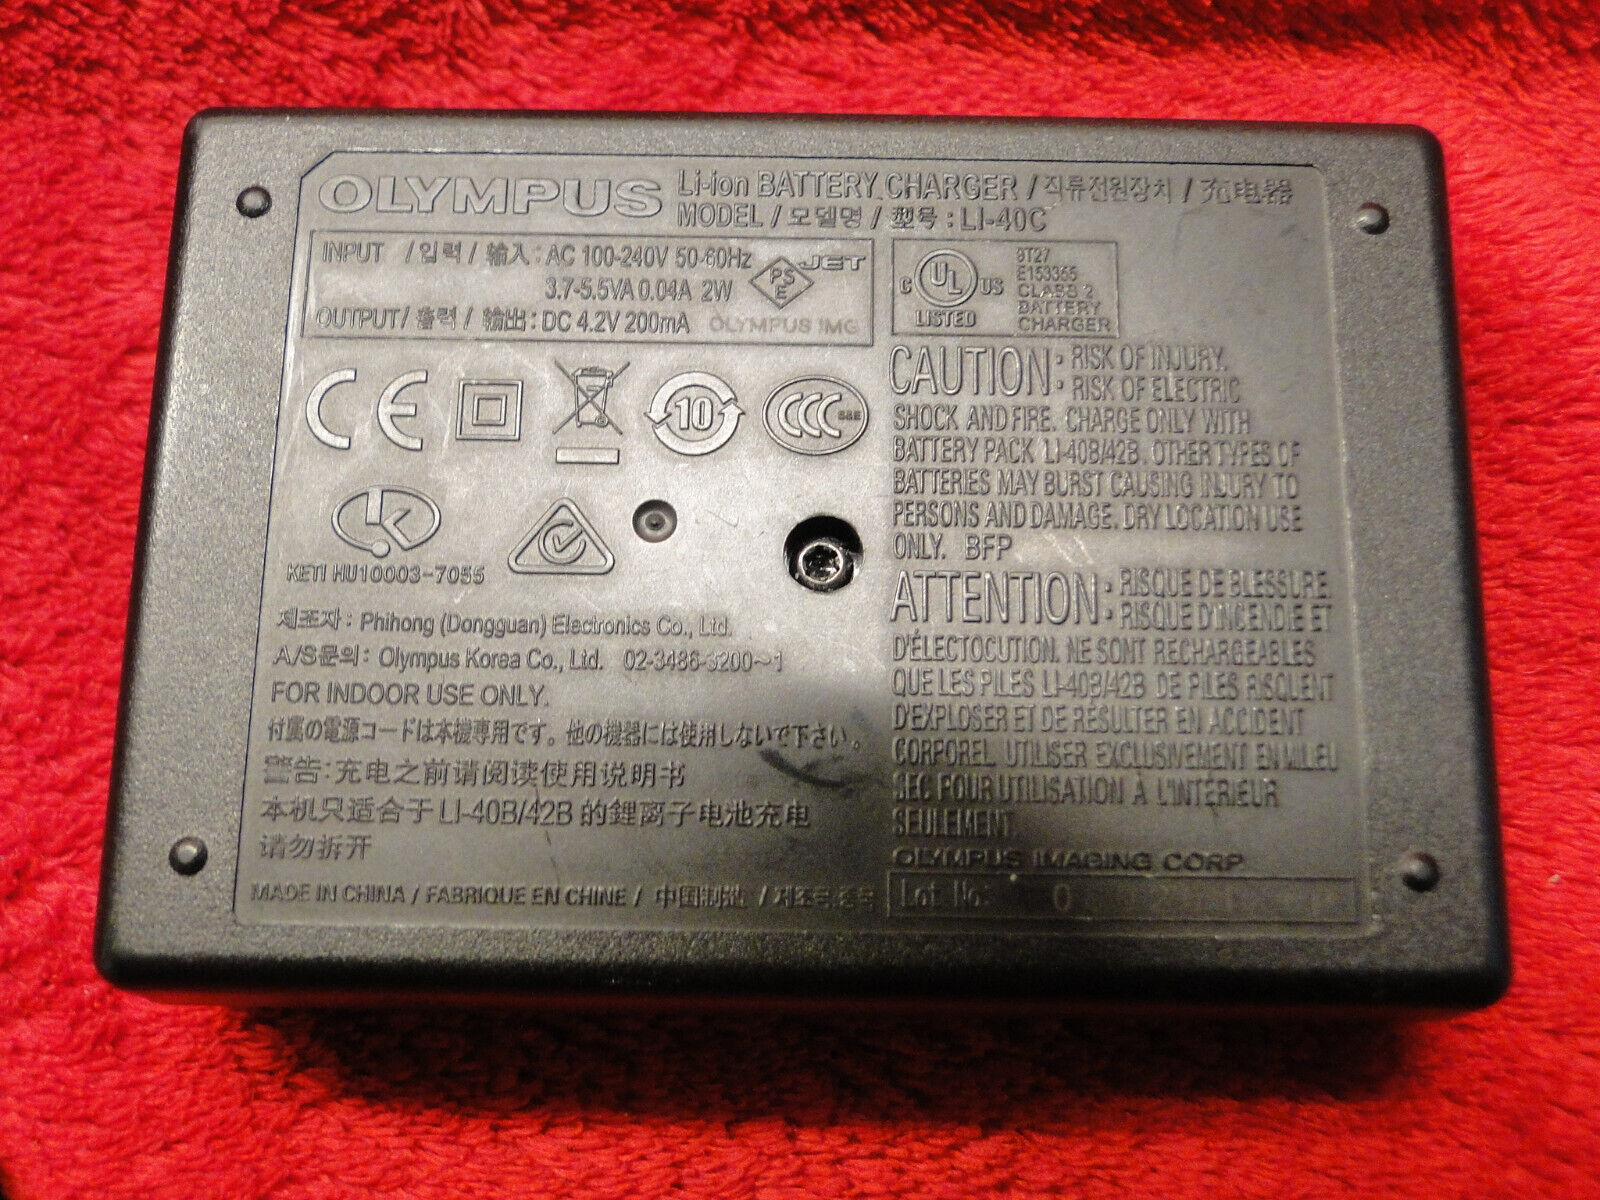 OLYMPUS Li-ion BATTERY CHARGER / 직류전원장치 / 充电器
MODEL / 모델명 / 型号 : LI-40C
INPUT / 입력 / 輸入 : AC 100-240V 50-60Hz
3.7-5.5VA 0.04A 2W
OUTPUT / 출력 / 輸出 : DC 4.2V 200mA
PS E JET
OLYMPUS IMG
C UL US
LISTED
9T27
E153355
CLASS 2
BATTERY
CHARGER
CE
10
CCC S&E
KETI HU10003-7055
제조자 : Phihong (Dongguan) Electronics Co., Ltd.
A/S문의 : Olympus Korea Co., Ltd. 02-3486-3200~1
FOR INDOOR USE ONLY.
付属の電源コードは本機専用です。他の機器には使用しないで下さい。
警告:充电之前请阅读使用说明书
本机只适合于 LI-40B/42B 的鋰离子电池充电
请勿拆开
MADE IN CHINA / FABRIQUE EN CHINE / 中国制造 / 제조국:중국
CAUTION : RISK OF INJURY.
RISK OF ELECTRIC
SHOCK AND FIRE. CHARGE ONLY WITH
BATTERY PACK LI-40B/42B. OTHER TYPES OF
BATTERIES MAY BURST CAUSING INJURY TO
PERSONS AND DAMAGE. DRY LOCATION USE
ONLY. BFP
ATTENTION : RISQUE DE BLESSURE.
RISQUE D'INCENDIE ET
D'ÉLECTOCUTION. NE SONT RECHARGEABLES
QUE LES PILES LI-40B/42B DE PILES RISQUENT
D'EXPLOSER ET DE RÉSULTER EN ACCIDENT
CORPOREL. UTILISER EXCLUSIVEMENT EN MILIEU
SEC POUR UTILISATION À L'INTÉRIEUR
SEULEMENT.
OLYMPUS IMAGING CORP
Lot No: 0